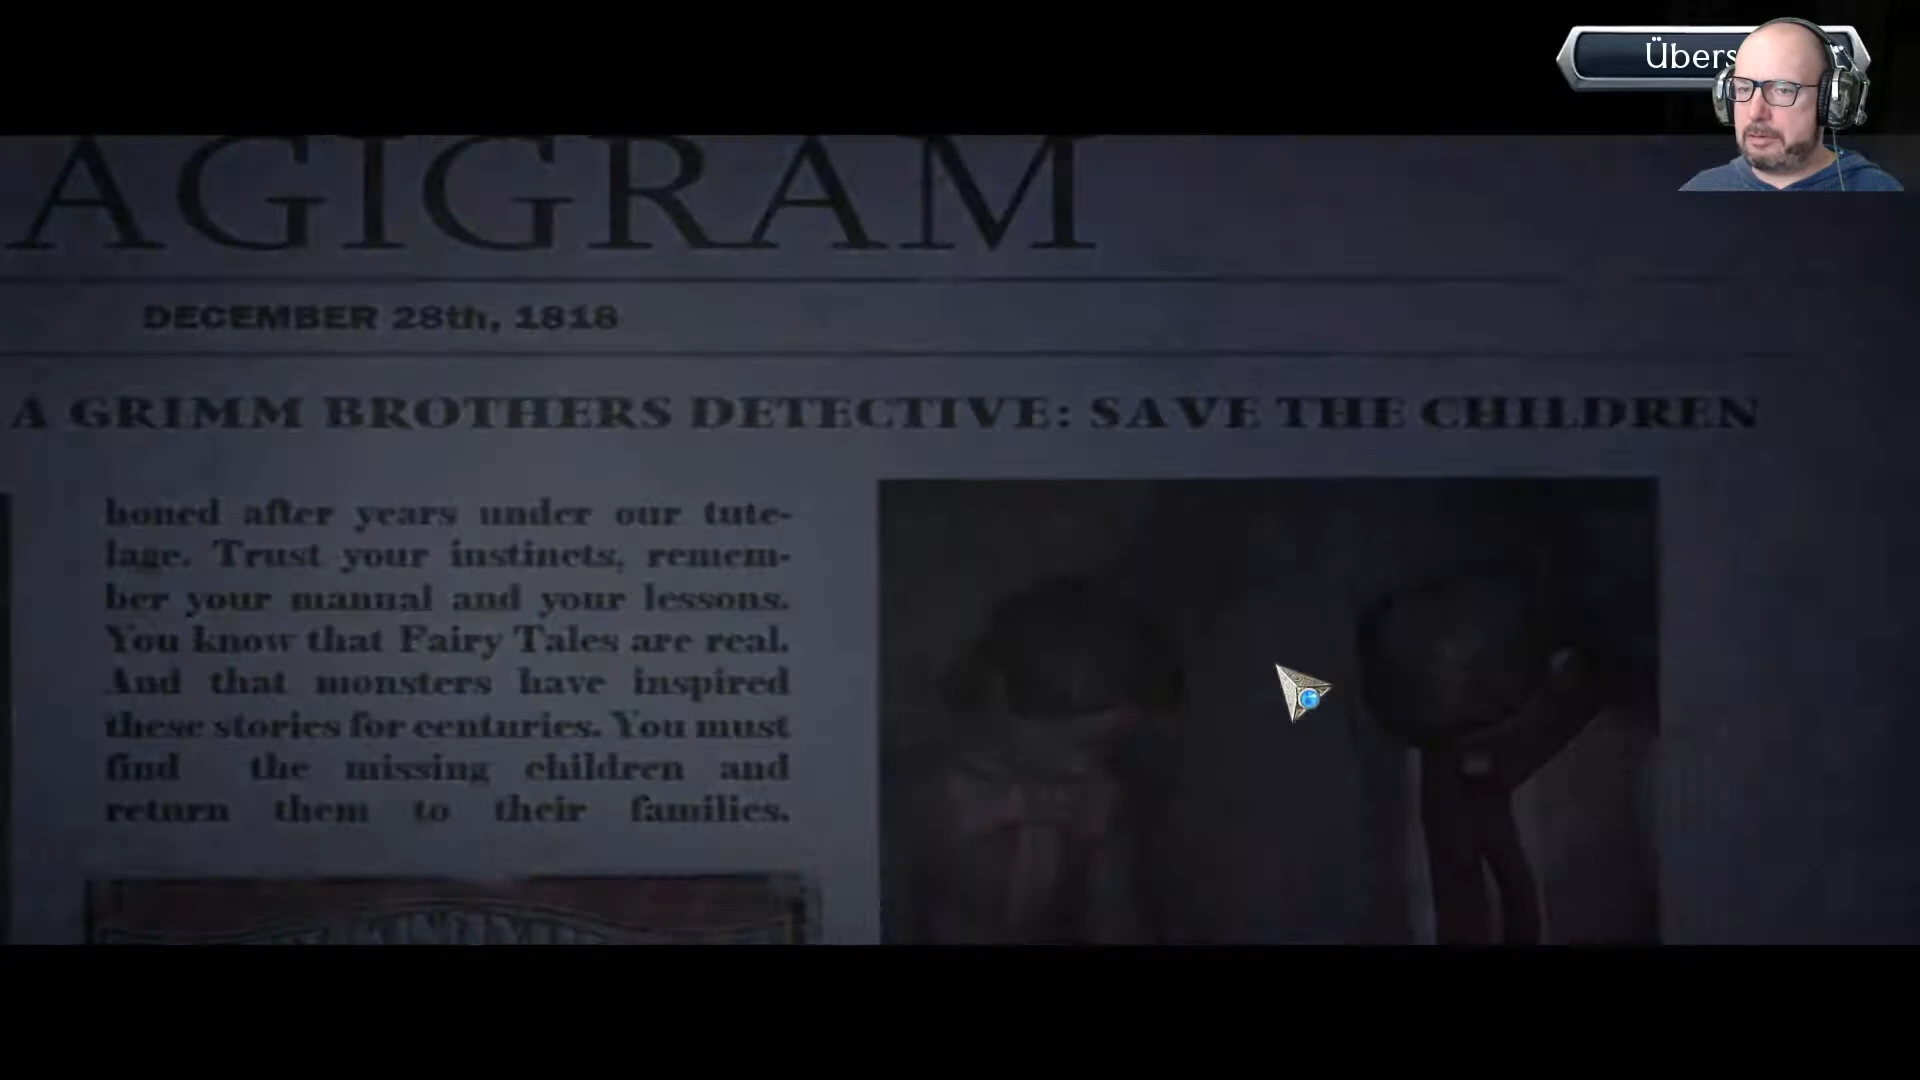 Übers
AGIGRAM
DECEMBER 28th, 1818
A GRIMM BROTHERS DETECTIVE: SAVE THE CHILDREN
honed after years under our tute-
lage. Trust your instincts, remem-
ber your manual and your lessons.
You know that Fairy Tales are real.
And that monsters have inspired
these stories for centuries. You must
find the missing children and
return them to their families.